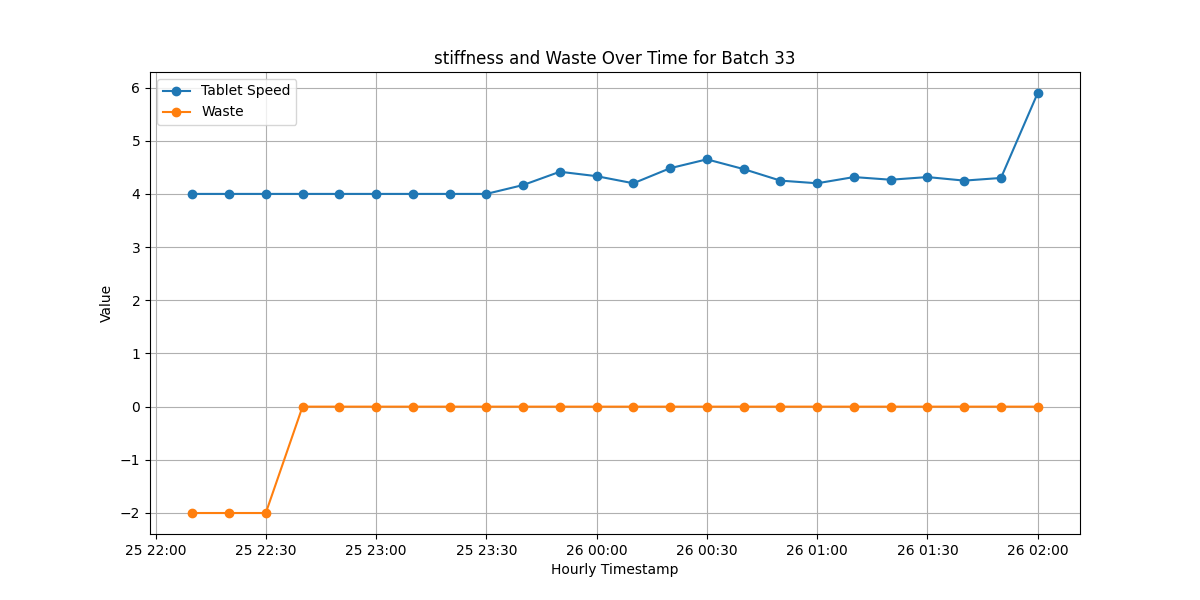 stiffness and Waste Over Time for Batch 33
Tablet Speed
Waste
6
5
4
3
2
1
0
−1
−2
Value
25 22:00 25 22:30 25 23:00 25 23:30 26 00:00 26 00:30 26 01:00 26 01:30 26 02:00
Hourly Timestamp